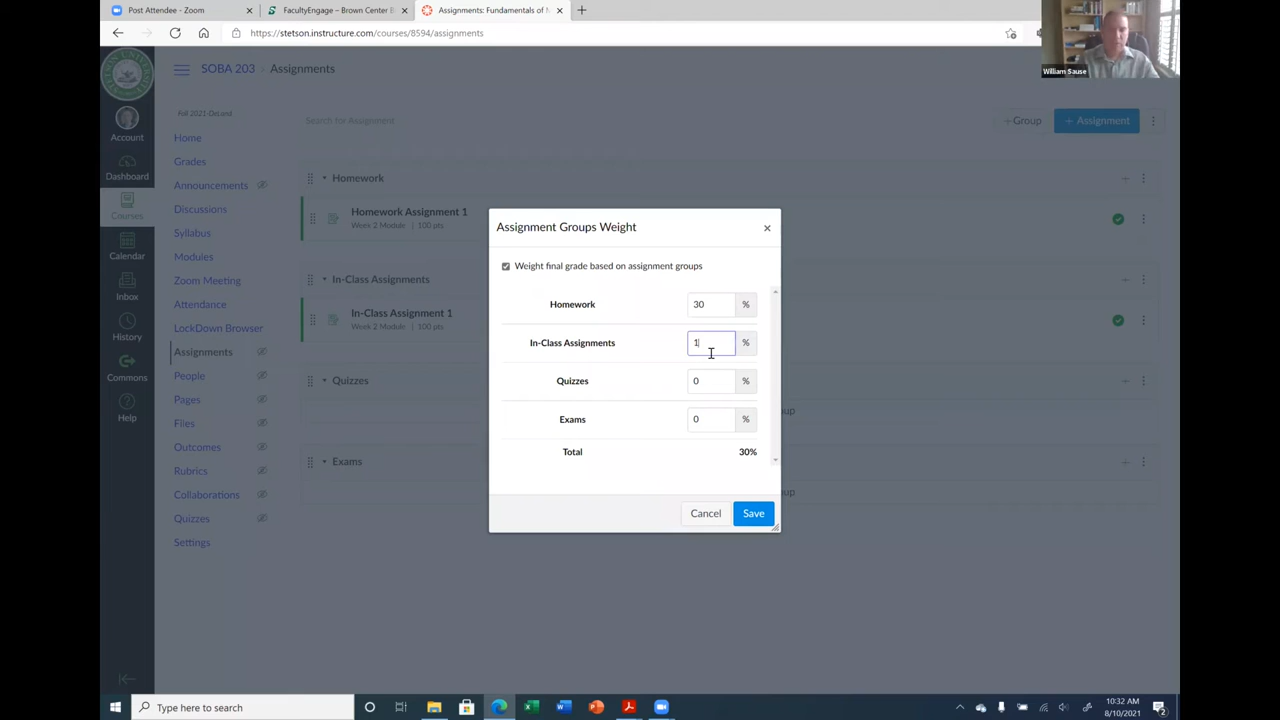 Post Attendee - Zoom
FacultyEngage – Brown Center
Assignments: Fundamentals of
https://stetson.instructure.com/courses/8594/assignments
William Sause
SOBA 203 › Assignments
Fall 2021-DeLand
Search for Assignment
+ Group
+ Assignment
Account
Dashboard
Courses
Calendar
Inbox
History
Commons
Help
Home
Grades
Announcements
Discussions
Syllabus
Modules
Zoom Meeting
Attendance
LockDown Browser
Assignments
People
Pages
Files
Outcomes
Rubrics
Collaborations
Quizzes
Settings
Homework
Homework Assignment 1
Week 2 Module | 100 pts
In-Class Assignments
In-Class Assignment 1
Week 2 Module | 100 pts
Quizzes
Exams
Assignment Groups Weight
Weight final grade based on assignment groups
Homework 30 %
In-Class Assignments 1 %
Quizzes 0 %
Exams 0 %
Total 30%
Cancel Save
Type here to search
10:32 AM
8/10/2021
2